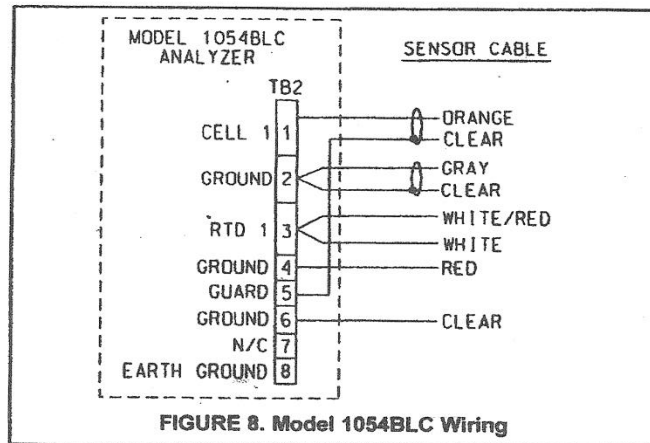 MODEL 1054BLC
ANALYZER
SENSOR CABLE
TB2
CELL 1 1
ORANGE
CLEAR
GROUND 2
GRAY
CLEAR
RTD 1 3
WHITE/RED
WHITE
GROUND 4
RED
GUARD 5
GROUND 6
CLEAR
N/C 7
EARTH GROUND 8
FIGURE 8. Model 1054BLC Wiring